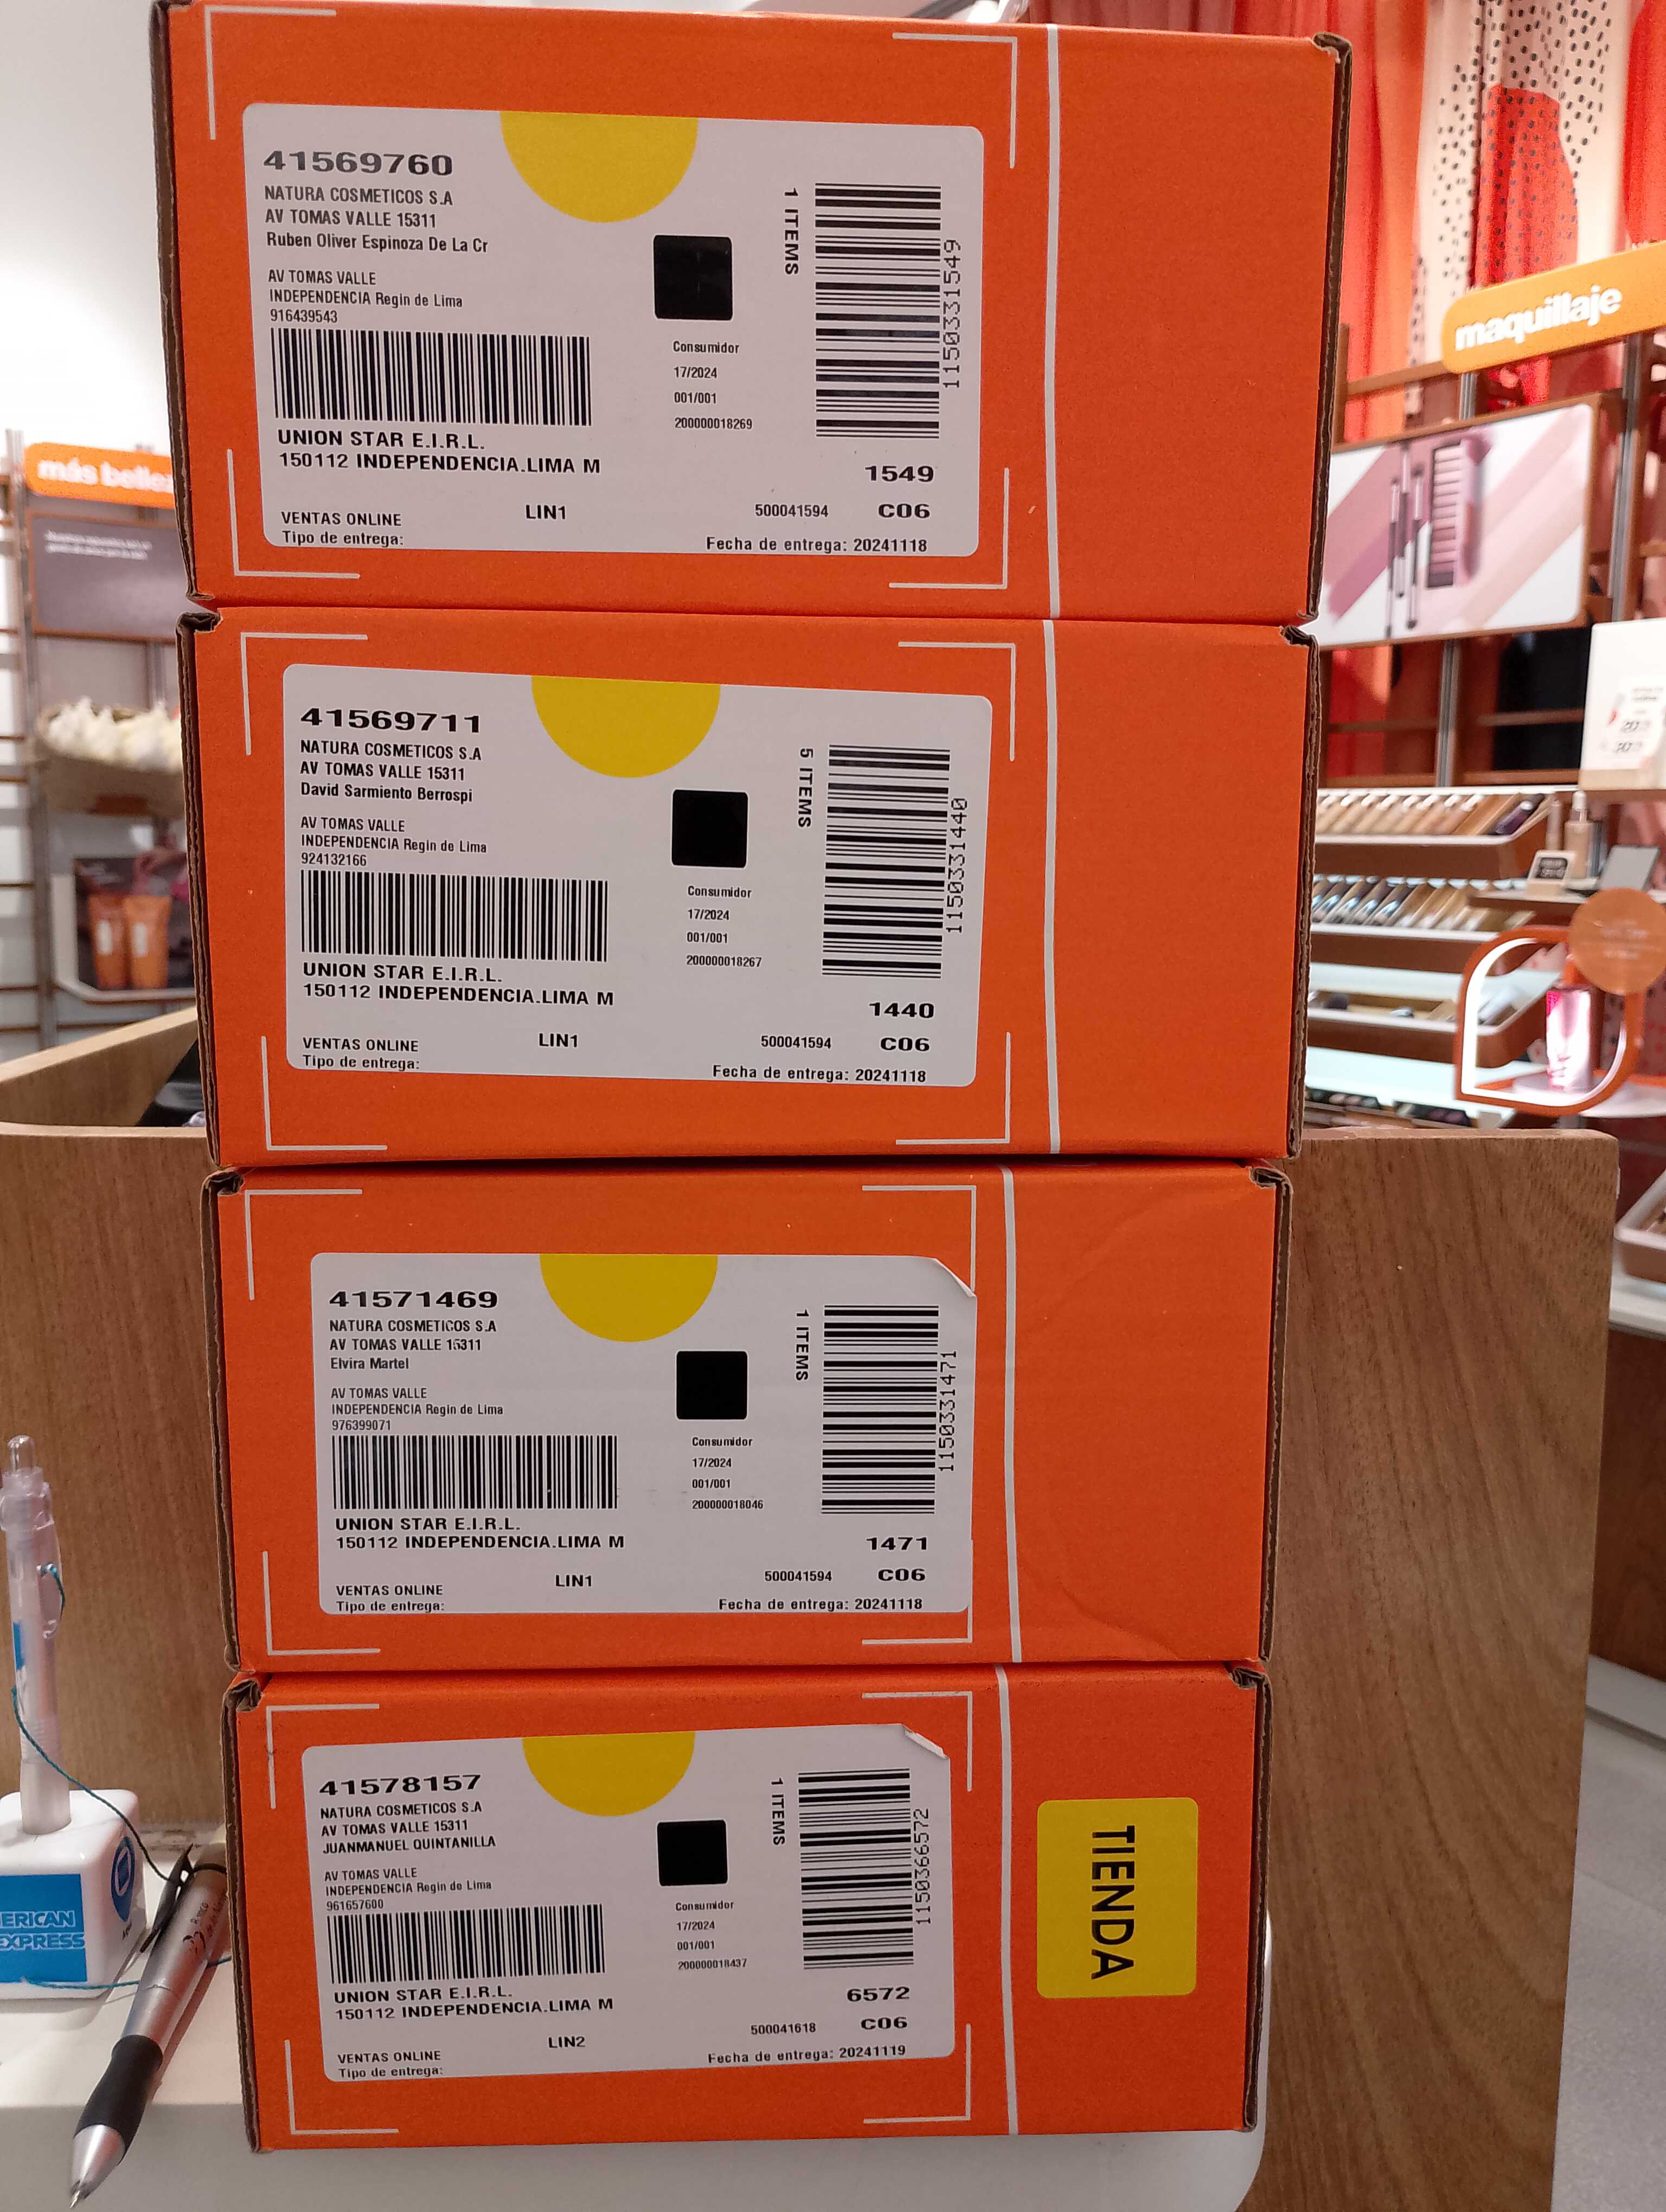 41569760
NATURA COSMETICOS S.A
AV TOMAS VALLE 15311
Ruben Oliver Espinoza De La Cr
AV TOMAS VALLE
INDEPENDENCIA Regin de Lima
916439543
UNION STAR E.I.R.L.
150112 INDEPENDENCIA.LIMA M
VENTAS ONLINE
Tipo de entrega:
LIN1
Consumidor
17/2024
001/001
200000018269
1 ITEMS
1150331549
1549
500041594 C06
Fecha de entrega: 20241118
41569711
NATURA COSMETICOS S.A
AV TOMAS VALLE 15311
David Sarmiento Berrospi
AV TOMAS VALLE
INDEPENDENCIA Regin de Lima
924132166
UNION STAR E.I.R.L.
150112 INDEPENDENCIA.LIMA M
VENTAS ONLINE
Tipo de entrega:
LIN1
Consumidor
17/2024
001/001
200000018267
5 ITEMS
1150331440
1440
500041594 C06
Fecha de entrega: 20241118
41571469
NATURA COSMETICOS S.A
AV TOMAS VALLE 15311
Elvira Martel
AV TOMAS VALLE
INDEPENDENCIA Regin de Lima
976399071
UNION STAR E.I.R.L.
150112 INDEPENDENCIA.LIMA M
VENTAS ONLINE
Tipo de entrega:
LIN1
Consumidor
17/2024
001/001
200000018046
1 ITEMS
1150331471
1471
500041594 C06
Fecha de entrega: 20241118
41578157
NATURA COSMETICOS S.A
AV TOMAS VALLE 15311
JUANMANUEL QUINTANILLA
AV TOMAS VALLE
INDEPENDENCIA Regin de Lima
961657600
UNION STAR E.I.R.L.
150112 INDEPENDENCIA.LIMA M
VENTAS ONLINE
Tipo de entrega:
LIN2
Consumidor
17/2024
001/001
200000018437
1 ITEMS
1150366572
6572
500041618 C06
Fecha de entrega: 20241119
TIENDA
maquillaje
más bellez
ERICAN
EXPRESS